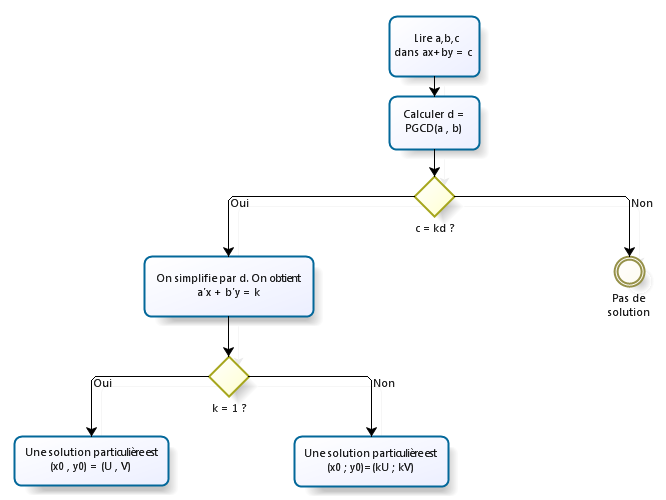 Lire a,b,c
dans ax+by = c
Calculer d =
PGCD(a , b)
Oui
Non
c = kd ?
On simplifie par d. On obtient
a'x + b'y = k
Pas de
solution
Oui
Non
k = 1 ?
Une solution particulière est
(x0 , y0) = (U , V)
Une solution particulière est
(x0 ; y0)=(kU ; kV)